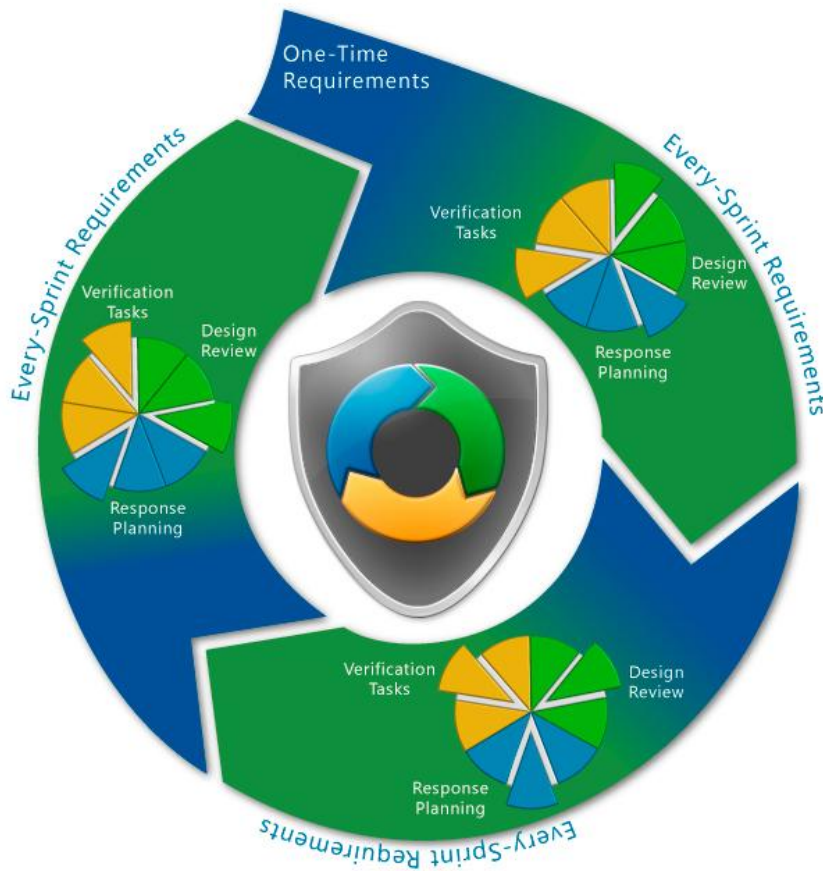 One-Time
Requirements
Every-Sprint Requirements
Verification
Tasks
Design
Review
Response
Planning
Every-Sprint Requirements
Verification
Tasks
Design
Review
Response
Planning
Verification
Tasks
Design
Review
Response
Planning
Every-Sprint Requirements